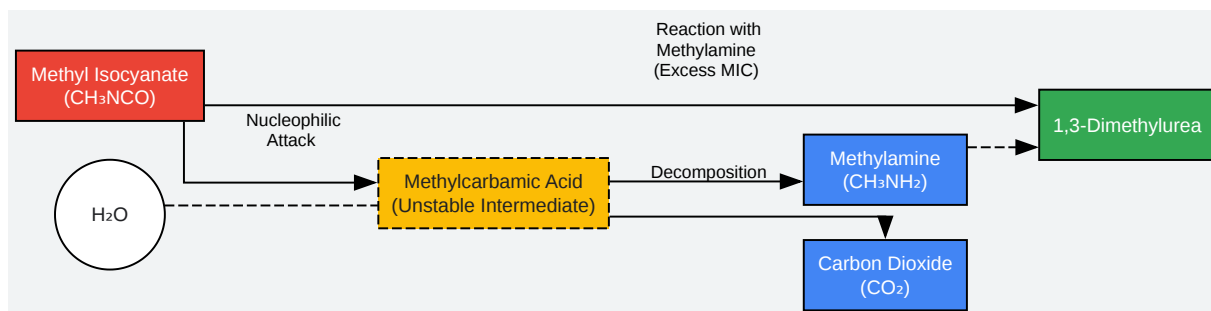 Reaction with
Methylamine
(Excess MIC)
Methyl Isocyanate
(CH₃NCO)
1,3-Dimethylurea
Nucleophilic
Attack
Methylamine
(CH₃NH₂)
Decomposition
Methylcarbamic Acid
(Unstable Intermediate)
H₂O
Carbon Dioxide
(CO₂)